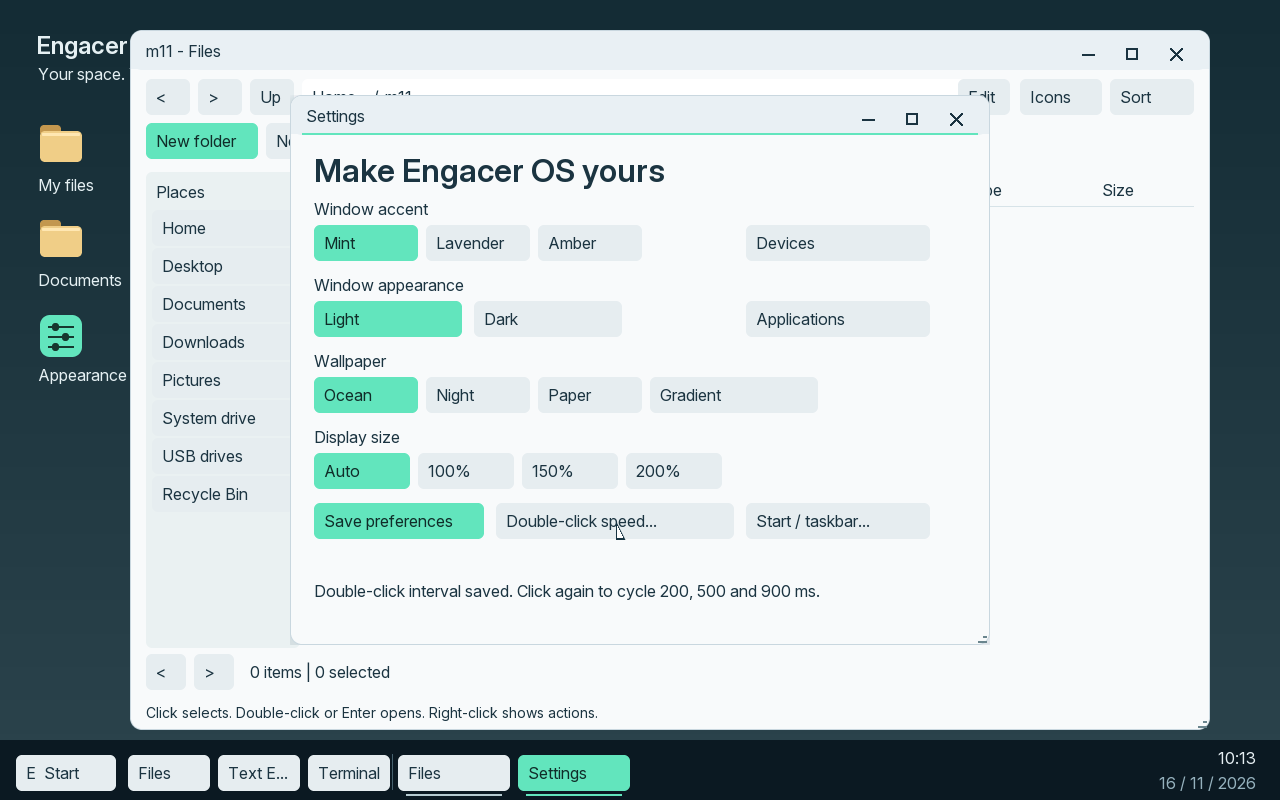 Engacer
Your space.
My files
Documents
Appearance
m11 - Files
< > Up Edit Icons Sort
New folder
Places
Home
Desktop
Documents
Downloads
Pictures
System drive
USB drives
Recycle Bin
Size
Settings
Make Engacer OS yours
Window accent
Mint Lavender Amber Devices
Window appearance
Light Dark Applications
Wallpaper
Ocean Night Paper Gradient
Display size
Auto 100% 150% 200%
Save preferences Double-click speed... Start / taskbar...
Double-click interval saved. Click again to cycle 200, 500 and 900 ms.
< > 0 items | 0 selected
Click selects. Double-click or Enter opens. Right-click shows actions.
E Start Files Text E... Terminal Files Settings
10:13
16 / 11 / 2026